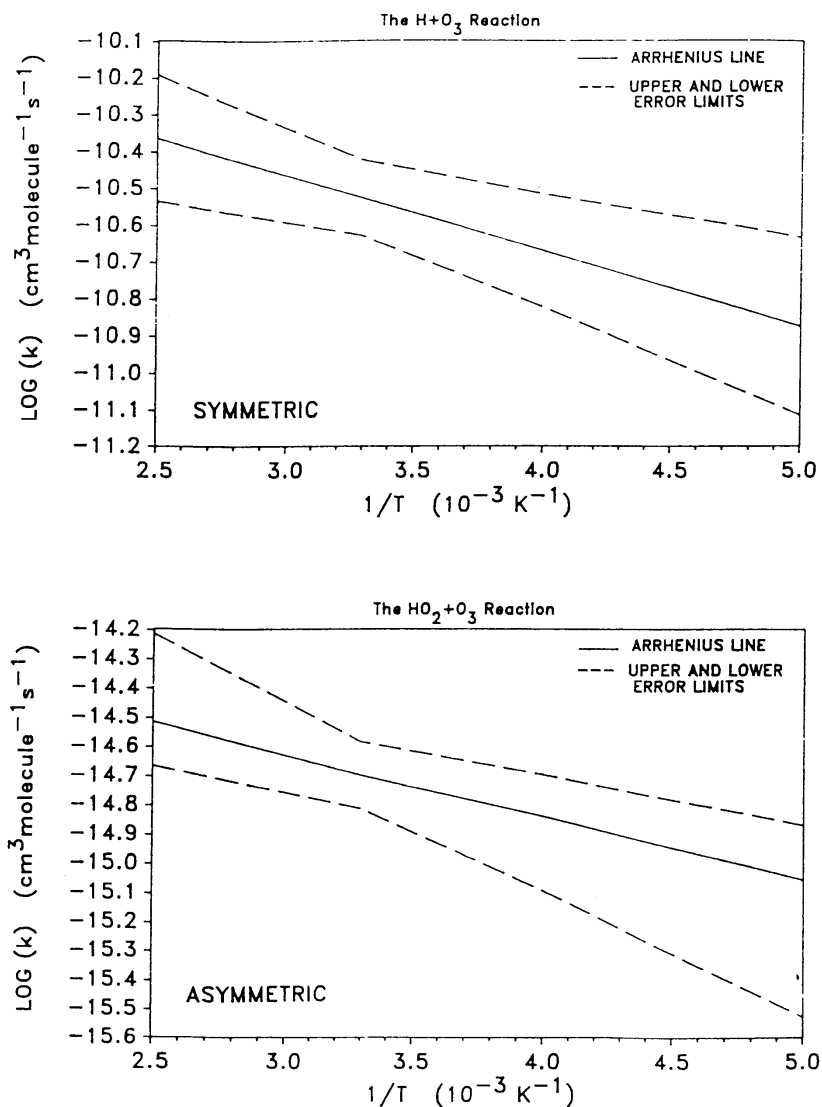 The H+O₃ Reaction
ARRHENIUS LINE
UPPER AND LOWER
ERROR LIMITS
LOG (k) (cm³molecule⁻¹s⁻¹)
-10.1
-10.2
-10.3
-10.4
-10.5
-10.6
-10.7
-10.8
-10.9
-11.0
-11.1
-11.2
SYMMETRIC
2.5 3.0 3.5 4.0 4.5 5.0
1/T (10⁻³ K⁻¹)
The HO₂+O₃ Reaction
ARRHENIUS LINE
UPPER AND LOWER
ERROR LIMITS
LOG (k) (cm³molecule⁻¹s⁻¹)
-14.2
-14.3
-14.4
-14.5
-14.6
-14.7
-14.8
-14.9
-15.0
-15.1
-15.2
-15.3
-15.4
-15.5
-15.6
ASYMMETRIC
2.5 3.0 3.5 4.0 4.5 5.0
1/T (10⁻³ K⁻¹)